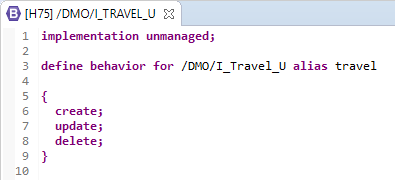 [H75] /DMO/I_TRAVEL_U
1 implementation unmanaged;
2
3 define behavior for /DMO/I_Travel_U alias travel
4
5 {
6 create;
7 update;
8 delete;
9 }
10